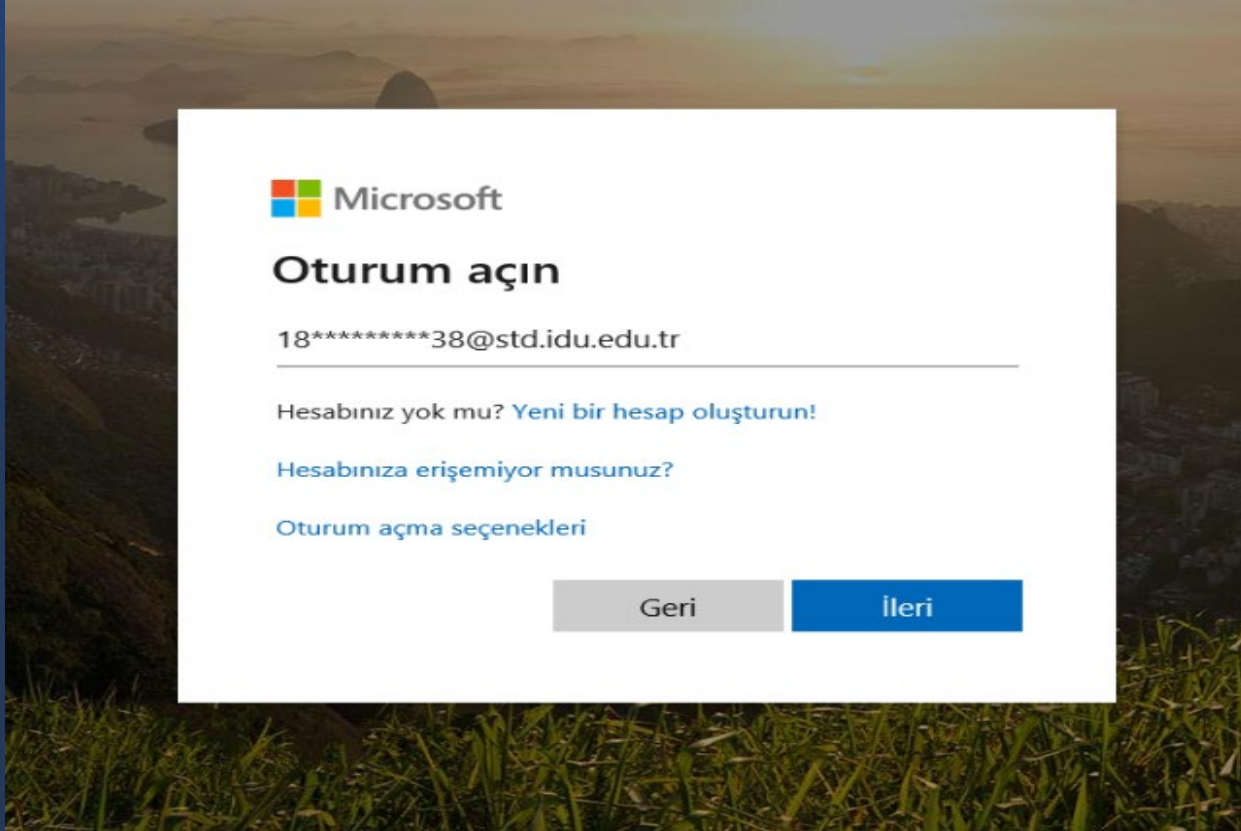 Microsoft
Oturum açın
18*********38@std.idu.edu.tr
Hesabınız yok mu? Yeni bir hesap oluşturun!
Hesabınıza erişemiyor musunuz?
Oturum açma seçenekleri
Geri İleri